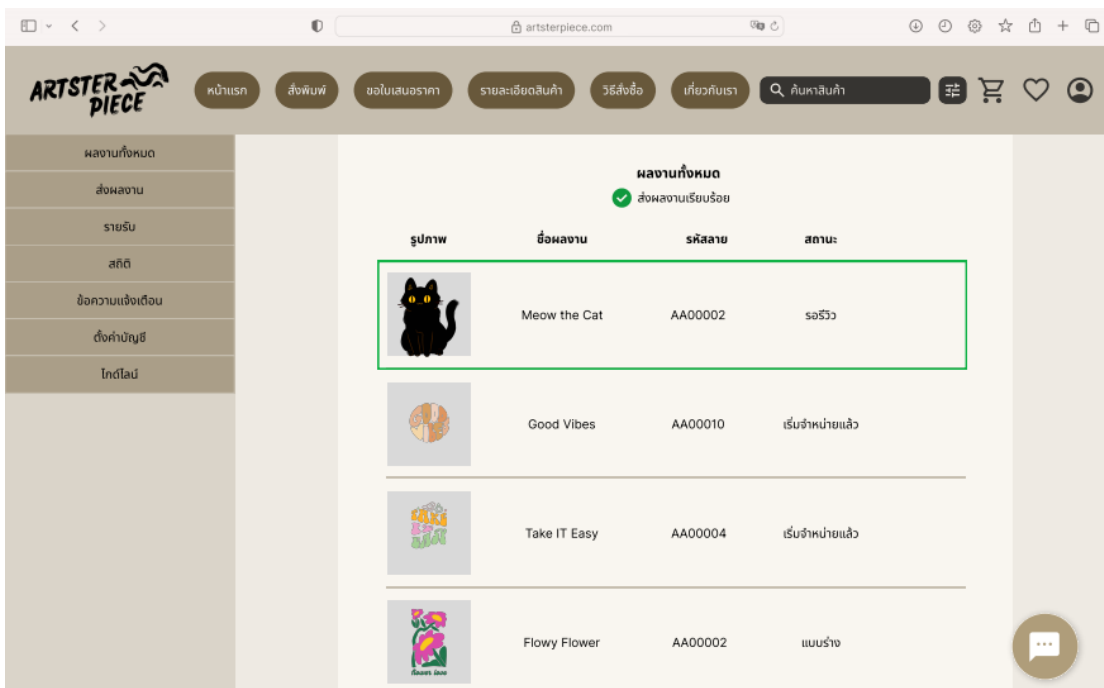 artsterpiece.com
ARTSTER
PIECE
หน้าแรก
สั่งพิมพ์
ขอใบเสนอราคา
รายละเอียดสินค้า
วิธีสั่งซื้อ
เกี่ยวกับเรา
ค้นหาสินค้า
ผลงานทั้งหมด
ส่งผลงาน
รายรับ
สถิติ
ข้อความแจ้งเตือน
ตั้งค่าบัญชี
ไกด์ไลน์
ผลงานทั้งหมด
ส่งผลงานเรียบร้อย
รูปภาพ ชื่อผลงาน รหัสลาย สถานะ
Meow the Cat AA00002 รอรีวิว
GOOD
VIBES
Good Vibes AA00010 เริ่มจำหน่ายแล้ว
TAKE
IT
EASY
Take IT Easy AA00004 เริ่มจำหน่ายแล้ว
Flowy Flower AA00002 แบบร่าง